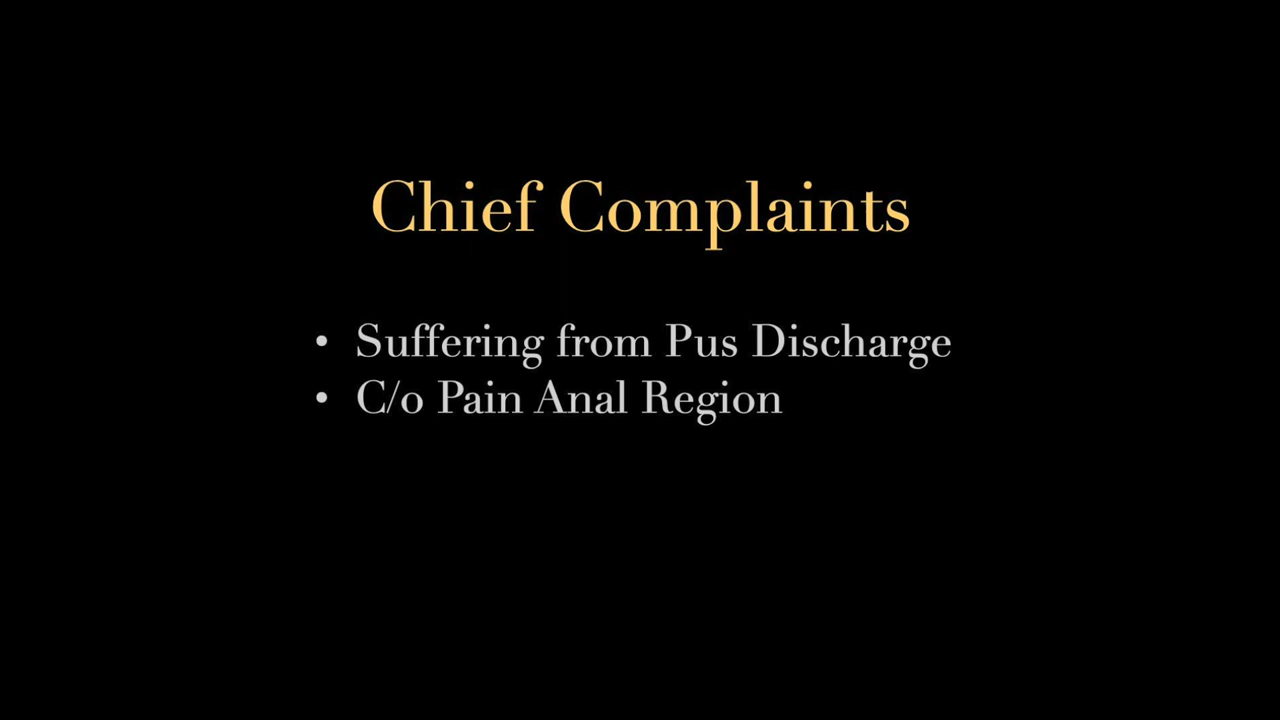 Chief Complaints
• Suffering from Pus Discharge
• C/o Pain Anal Region